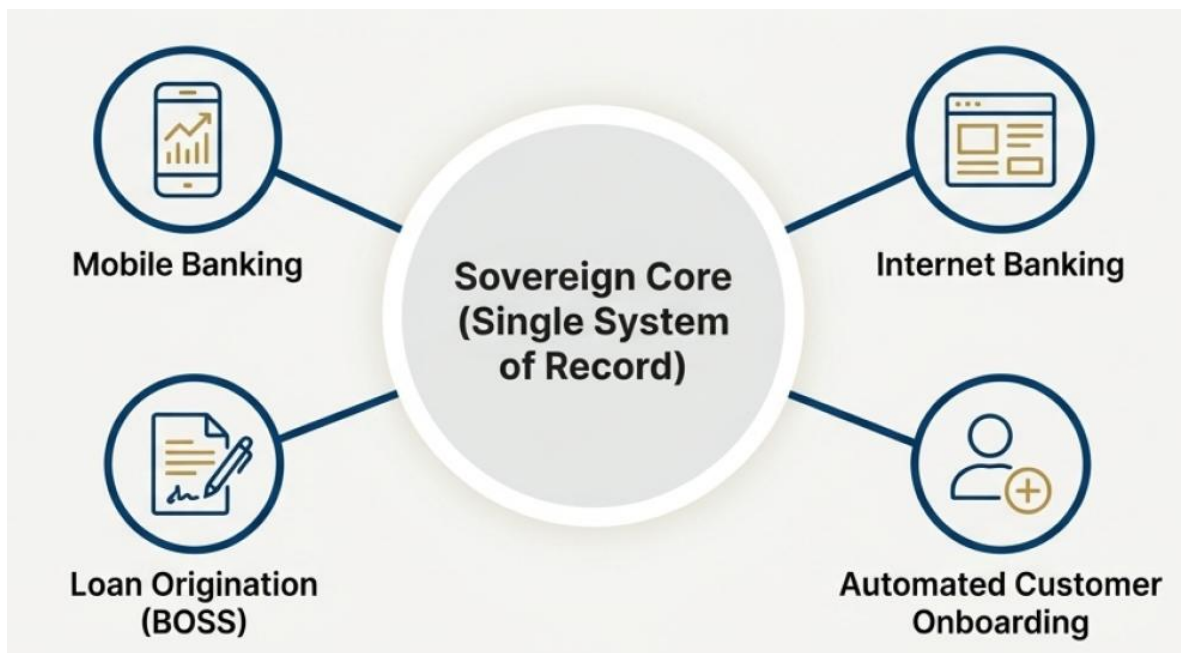 Mobile Banking
Internet Banking
Sovereign Core
(Single System
of Record)
Loan Origination
(BOSS)
Automated Customer
Onboarding